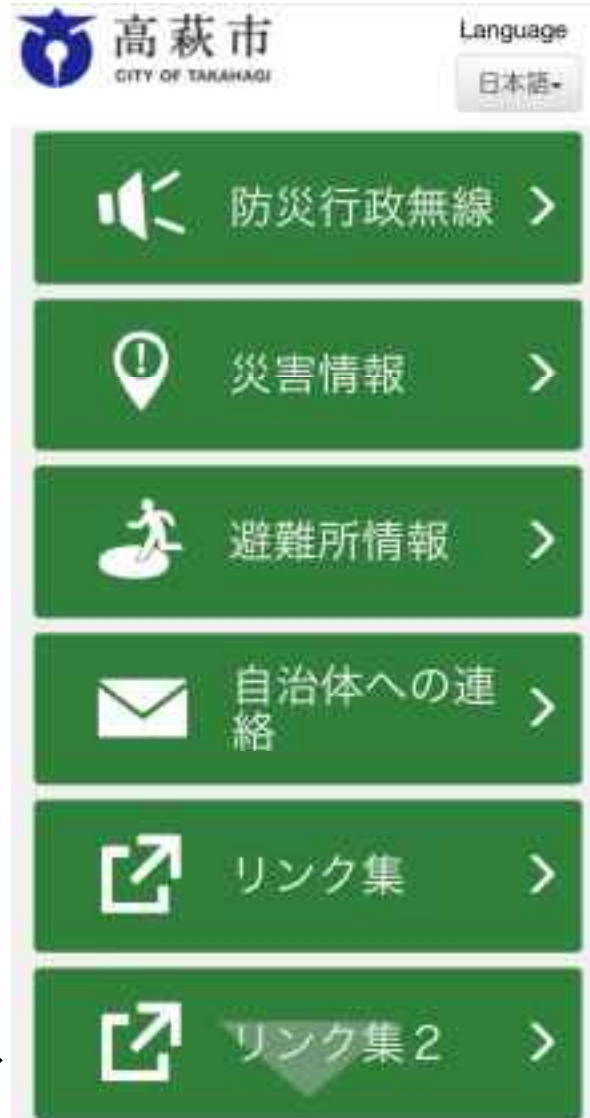 高萩市
CITY OF TAKAHAGI
Language
日本語
防災行政無線
災害情報
避難所情報
自治体への連
絡
リンク集
リンク集2